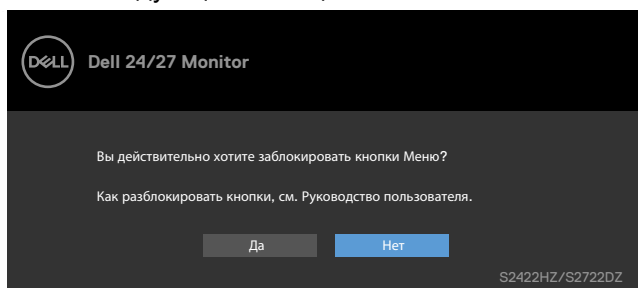 DELL
Dell 24/27 Monitor
Вы действительно хотите заблокировать кнопки Меню?
Как разблокировать кнопки, см. Руководство пользователя.
Да Нет
S2422HZ/S2722DZ